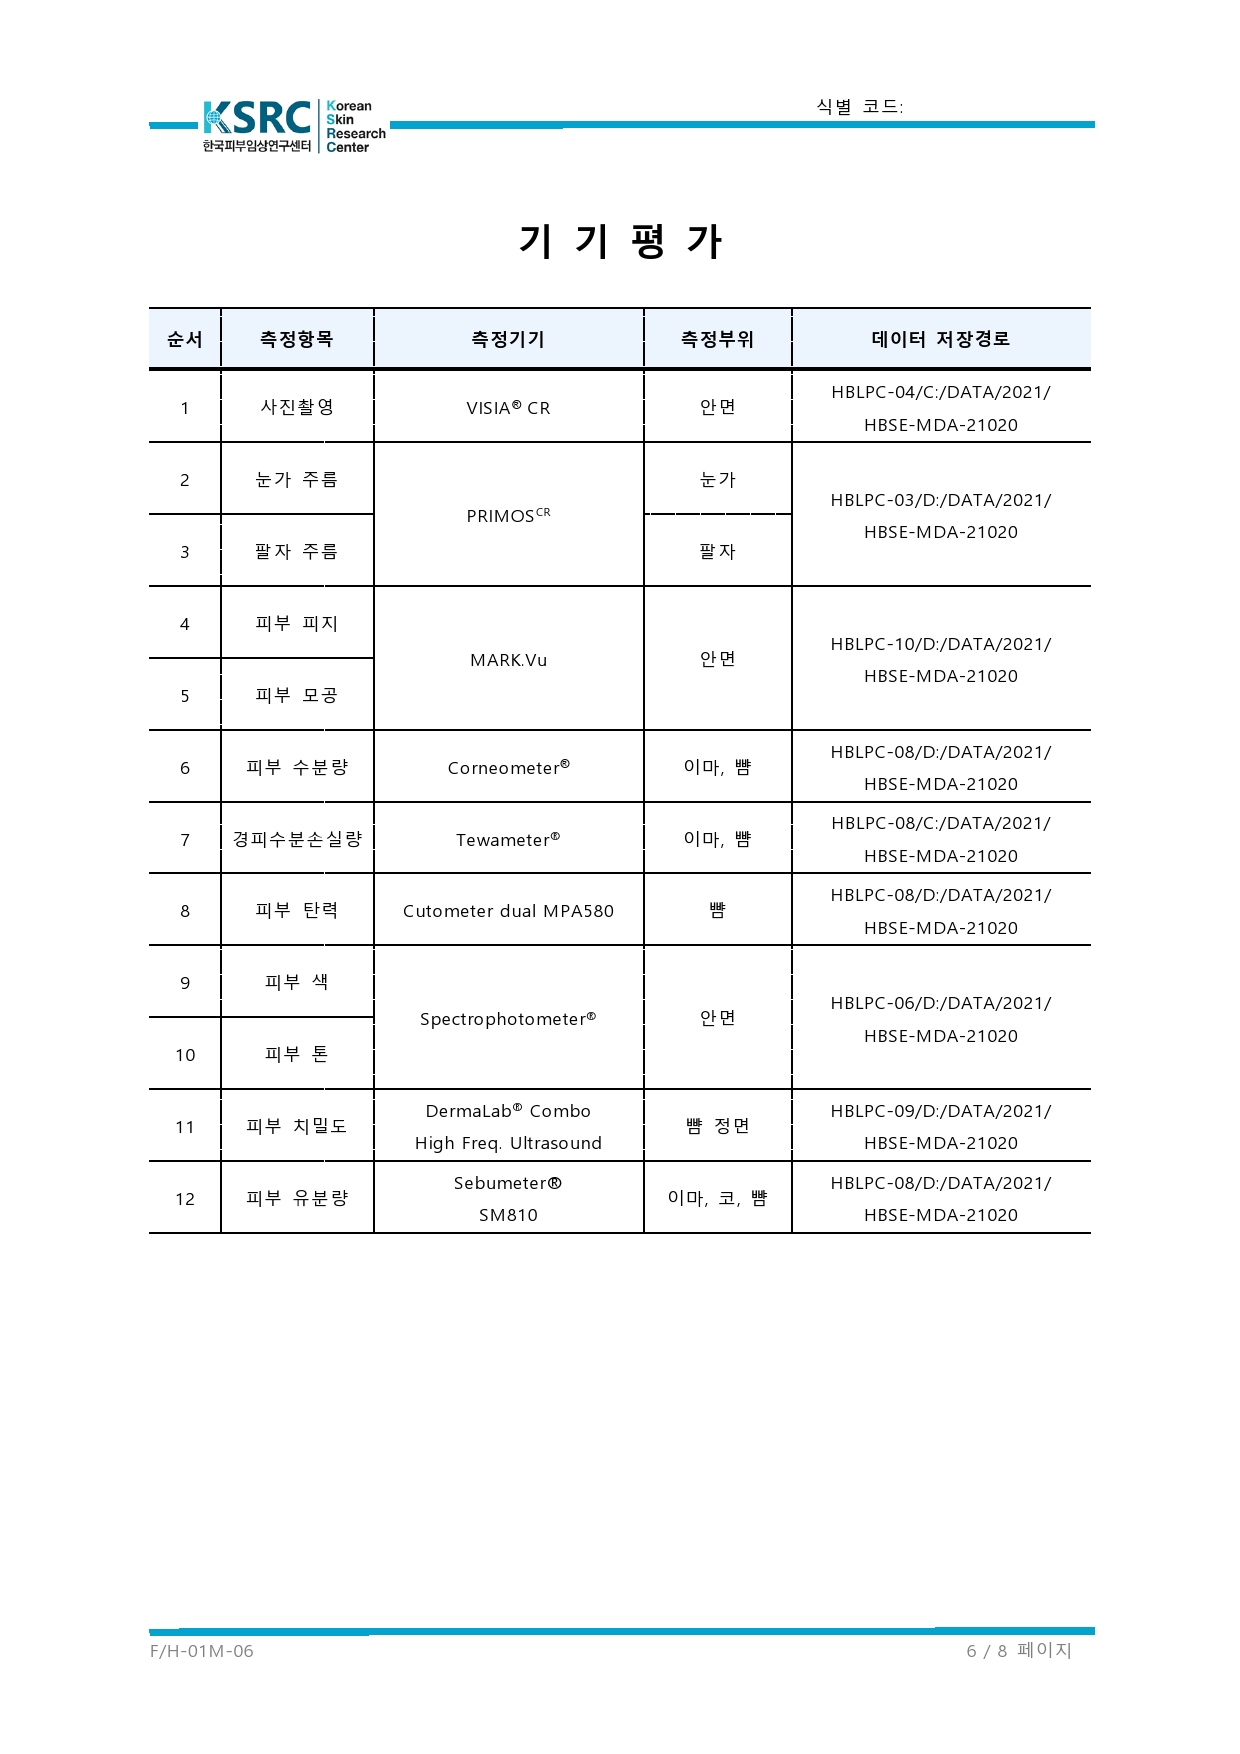 식별 코드:
KSRC
한국피부임상연구센터
Korean
Skin
Research
Center
기 기 평 가
순서 측정항목 측정기기 측정부위 데이터 저장경로
1 사진촬영 VISIA® CR 안면 HBLPC-04/C:/DATA/2021/
HBSE-MDA-21020
2 눈가 주름 PRIMOSCR 눈가 HBLPC-03/D:/DATA/2021/
HBSE-MDA-21020
3 팔자 주름 팔자
4 피부 피지 MARK.Vu 안면 HBLPC-10/D:/DATA/2021/
HBSE-MDA-21020
5 피부 모공
6 피부 수분량 Corneometer® 이마, 뺨 HBLPC-08/D:/DATA/2021/
HBSE-MDA-21020
7 경피수분손실량 Tewameter® 이마, 뺨 HBLPC-08/C:/DATA/2021/
HBSE-MDA-21020
8 피부 탄력 Cutometer dual MPA580 뺨 HBLPC-08/D:/DATA/2021/
HBSE-MDA-21020
9 피부 색 Spectrophotometer® 안면 HBLPC-06/D:/DATA/2021/
HBSE-MDA-21020
10 피부 톤
11 피부 치밀도 DermaLab® Combo 뺨 정면 HBLPC-09/D:/DATA/2021/
High Freq. Ultrasound HBSE-MDA-21020
12 피부 유분량 Sebumeter® 이마, 코, 뺨 HBLPC-08/D:/DATA/2021/
SM810 HBSE-MDA-21020
F/H-01M-06 6 / 8 페이지